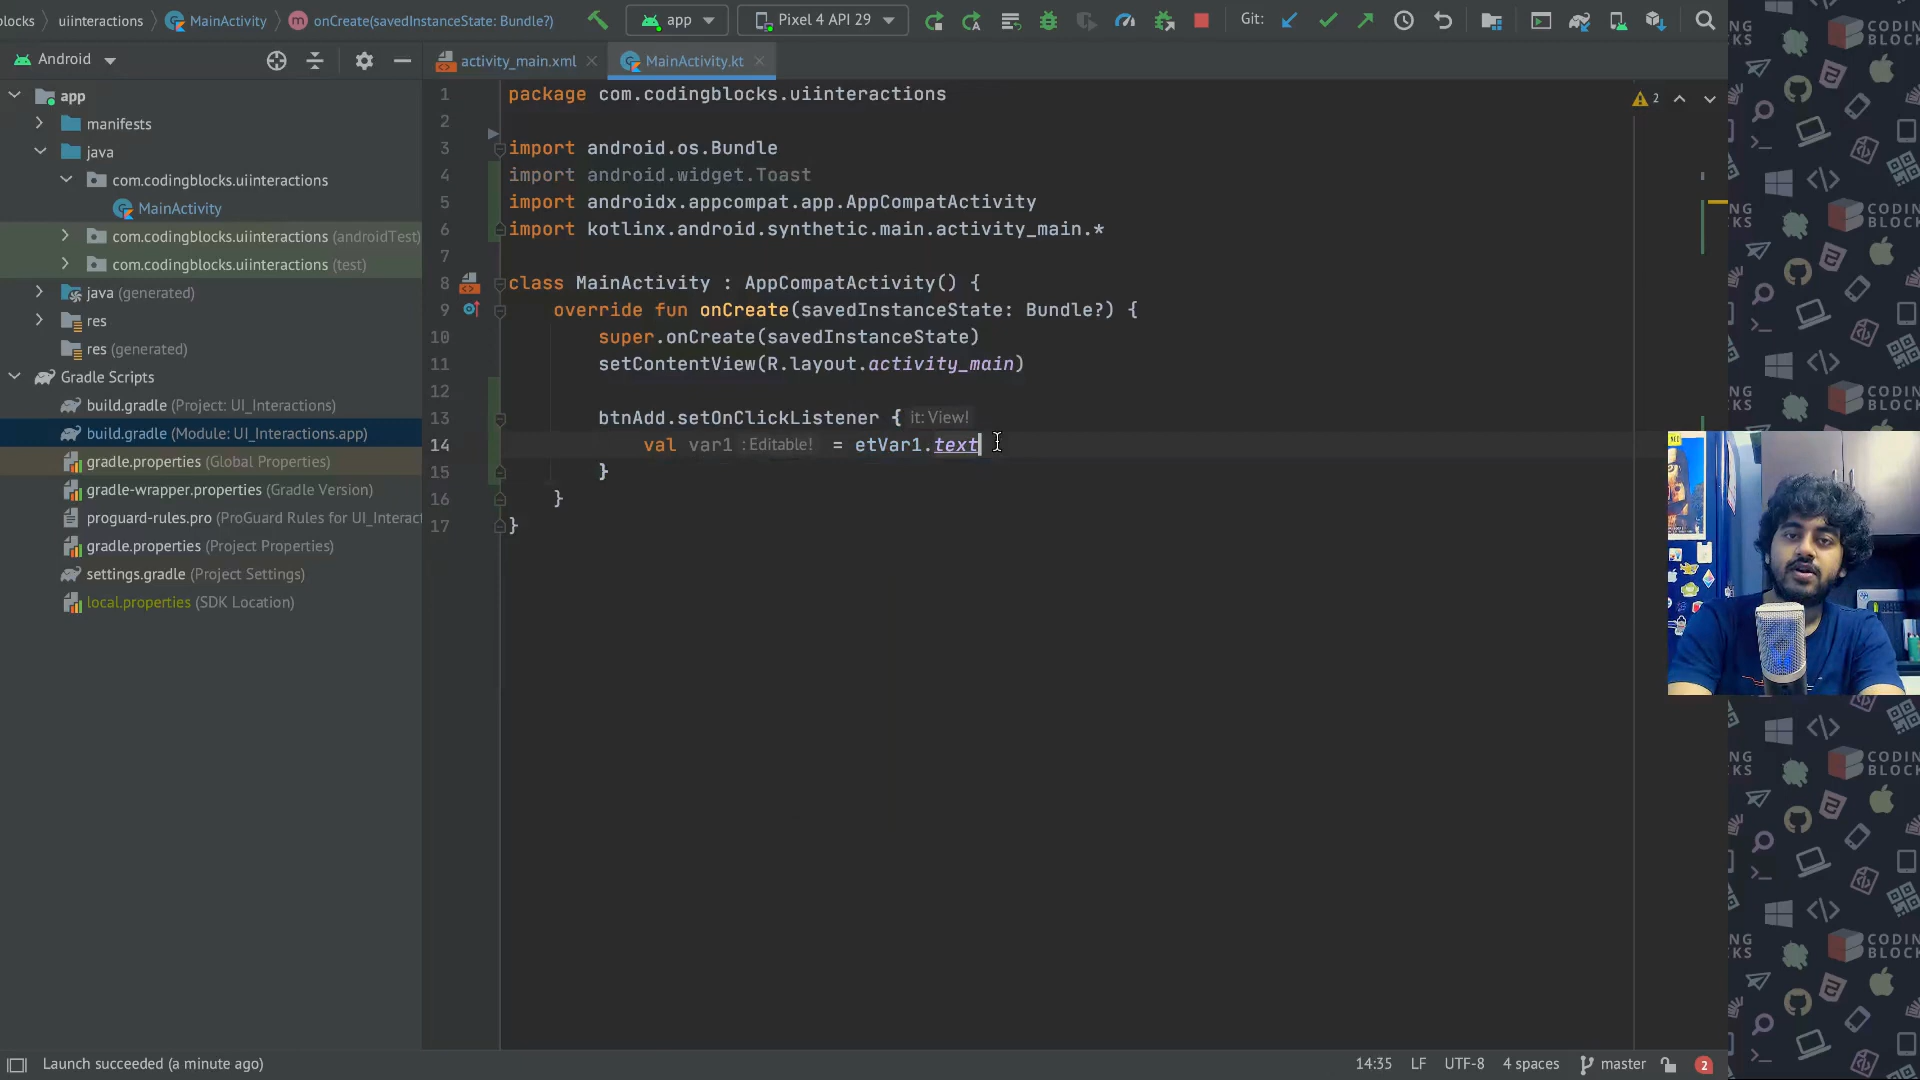 locks
uiinteractions
MainActivity
onCreate(savedInstanceState: Bundle?)
app
Pixel 4 API 29
Git:
Android
activity_main.xml
MainActivity.kt
app
manifests
java
com.codingblocks.uiinteractions
MainActivity
com.codingblocks.uiinteractions (androidTest)
com.codingblocks.uiinteractions (test)
java (generated)
res
res (generated)
Gradle Scripts
build.gradle (Project: UI_Interactions)
build.gradle (Module: UI_Interactions.app)
gradle.properties (Global Properties)
gradle-wrapper.properties (Gradle Version)
proguard-rules.pro (ProGuard Rules for UI_Interact
gradle.properties (Project Properties)
settings.gradle (Project Settings)
local.properties (SDK Location)
1 package com.codingblocks.uiinteractions
2
3 import android.os.Bundle
4 import android.widget.Toast
5 import androidx.appcompat.app.AppCompatActivity
6 import kotlinx.android.synthetic.main.activity_main.*
7
8 class MainActivity : AppCompatActivity() {
9 override fun onCreate(savedInstanceState: Bundle?) {
10 super.onCreate(savedInstanceState)
11 setContentView(R.layout.activity_main)
12
13 btnAdd.setOnClickListener { it: View!
14 val var1 : Editable! = etVar1.text
15 }
16 }
17 }
2
Launch succeeded (a minute ago)
14:35
LF
UTF-8
4 spaces
master
2
CODING
BLOCKS